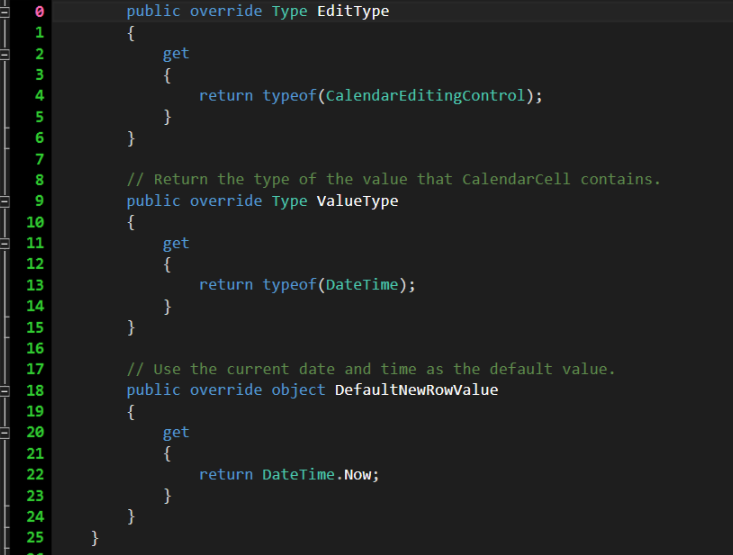 0 public override Type EditType
1 {
2 get
3 {
4 return typeof(CalendarEditingControl);
5 }
6 }
7
8 // Return the type of the value that CalendarCell contains.
9 public override Type ValueType
10 {
11 get
12 {
13 return typeof(DateTime);
14 }
15 }
16
17 // Use the current date and time as the default value.
18 public override object DefaultNewRowValue
19 {
20 get
21 {
22 return DateTime.Now;
23 }
24 }
25 }